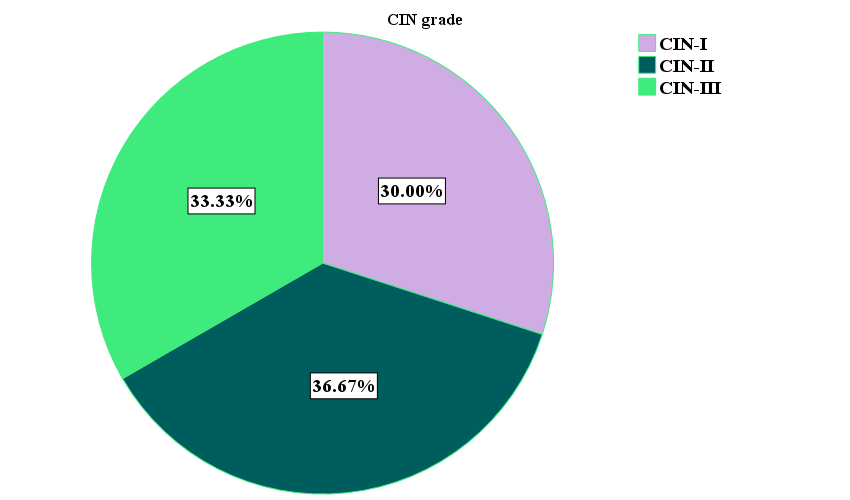 CIN grade
CIN-I
CIN-II
CIN-III
30.00%
33.33%
36.67%